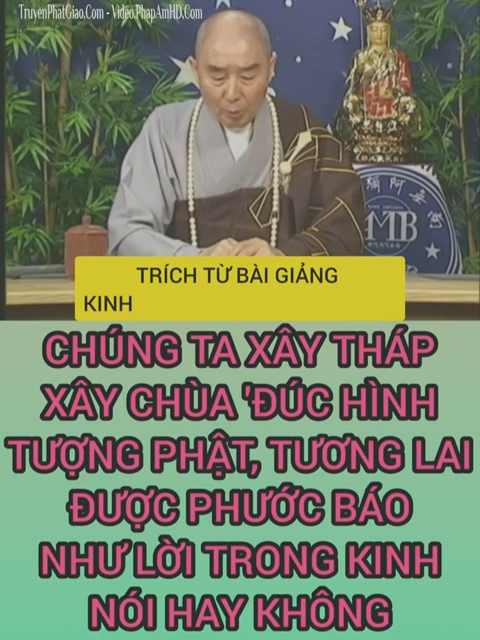 TruyenPhatGiao.Com - Video.PhapAmHD.Com
MB
TRÍCH TỪ BÀI GIẢNG
KINH
CHÚNG TA XÂY THÁP
XÂY CHÙA 'ĐÚC HÌNH
TƯỢNG PHẬT, TƯƠNG LAI
ĐƯỢC PHƯỚC BÁO
NHƯ LỜI TRONG KINH
NÓI HAY KHÔNG